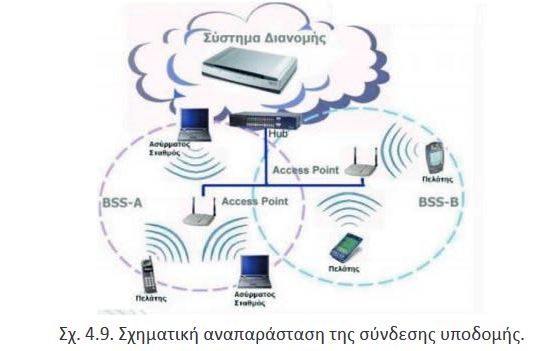 Σύστημα Διανομής
Hub
Ασύρματος
Σταθμός
Access Point
Πελάτης
BSS-A
Access Point
BSS-B
Πελάτης
Ασύρματος
Σταθμός
Πελάτης
Σχ. 4.9. Σχηματική αναπαράσταση της σύνδεσης υποδομής.